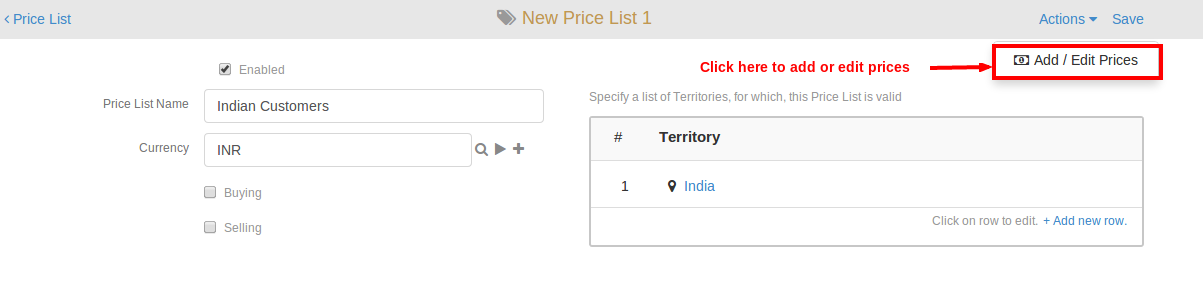 Price List
New Price List 1
Actions
Save
Enabled
Click here to add or edit prices
Add / Edit Prices
Price List Name
Indian Customers
Specify a list of Territories, for which, this Price List is valid
Currency
INR
# Territory
1 India
Buying
Selling
Click on row to edit. + Add new row.